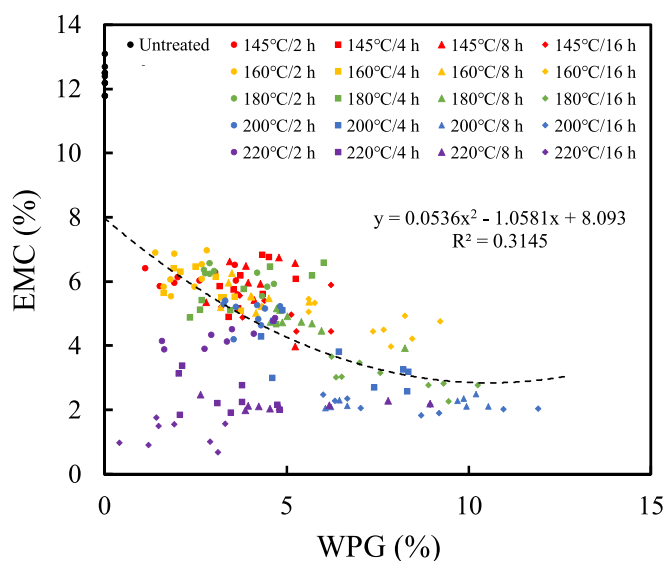 14
12
10
8
6
4
2
0
EMC (%)
Untreated 145°C/2 h 145°C/4 h 145°C/8 h 145°C/16 h
160°C/2 h 160°C/4 h 160°C/8 h 160°C/16 h
180°C/2 h 180°C/4 h 180°C/8 h 180°C/16 h
200°C/2 h 200°C/4 h 200°C/8 h 200°C/16 h
220°C/2 h 220°C/4 h 220°C/8 h 220°C/16 h
y = 0.0536x² - 1.0581x + 8.093
R² = 0.3145
0 5 10 15
WPG (%)